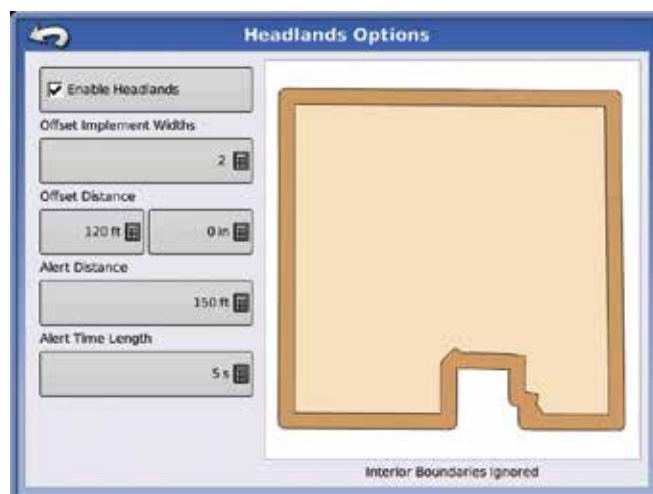 Headlands Options
Enable Headlands
Offset Implement Widths
2
Offset Distance
120 ft
0 in
Alert Distance
150 ft
Alert Time Length
5 s
Interior Boundaries Ignored